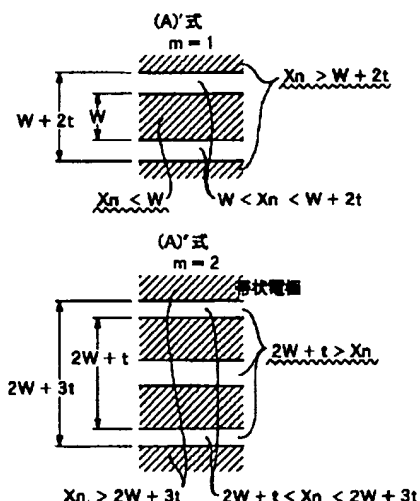 (A)′式
m = 1
Xn > W + 2t
W + 2t
W
Xn < W
W < Xn < W + 2t
(A)″式
m = 2
帯状電極
2W + t
2W + t > Xn
2W + 3t
Xn > 2W + 3t
2W + t < Xn < 2W + 3t